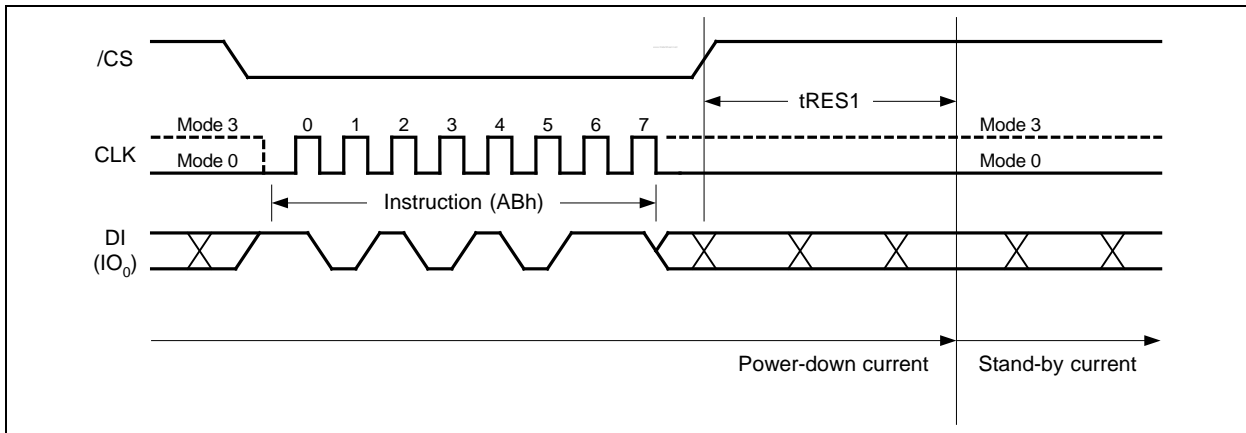 /CS
tRES1
Mode 3
0 1 2 3 4 5 6 7
Mode 3
CLK
Mode 0
Mode 0
Instruction (ABh)
DI
(IO₀)
Power-down current
Stand-by current